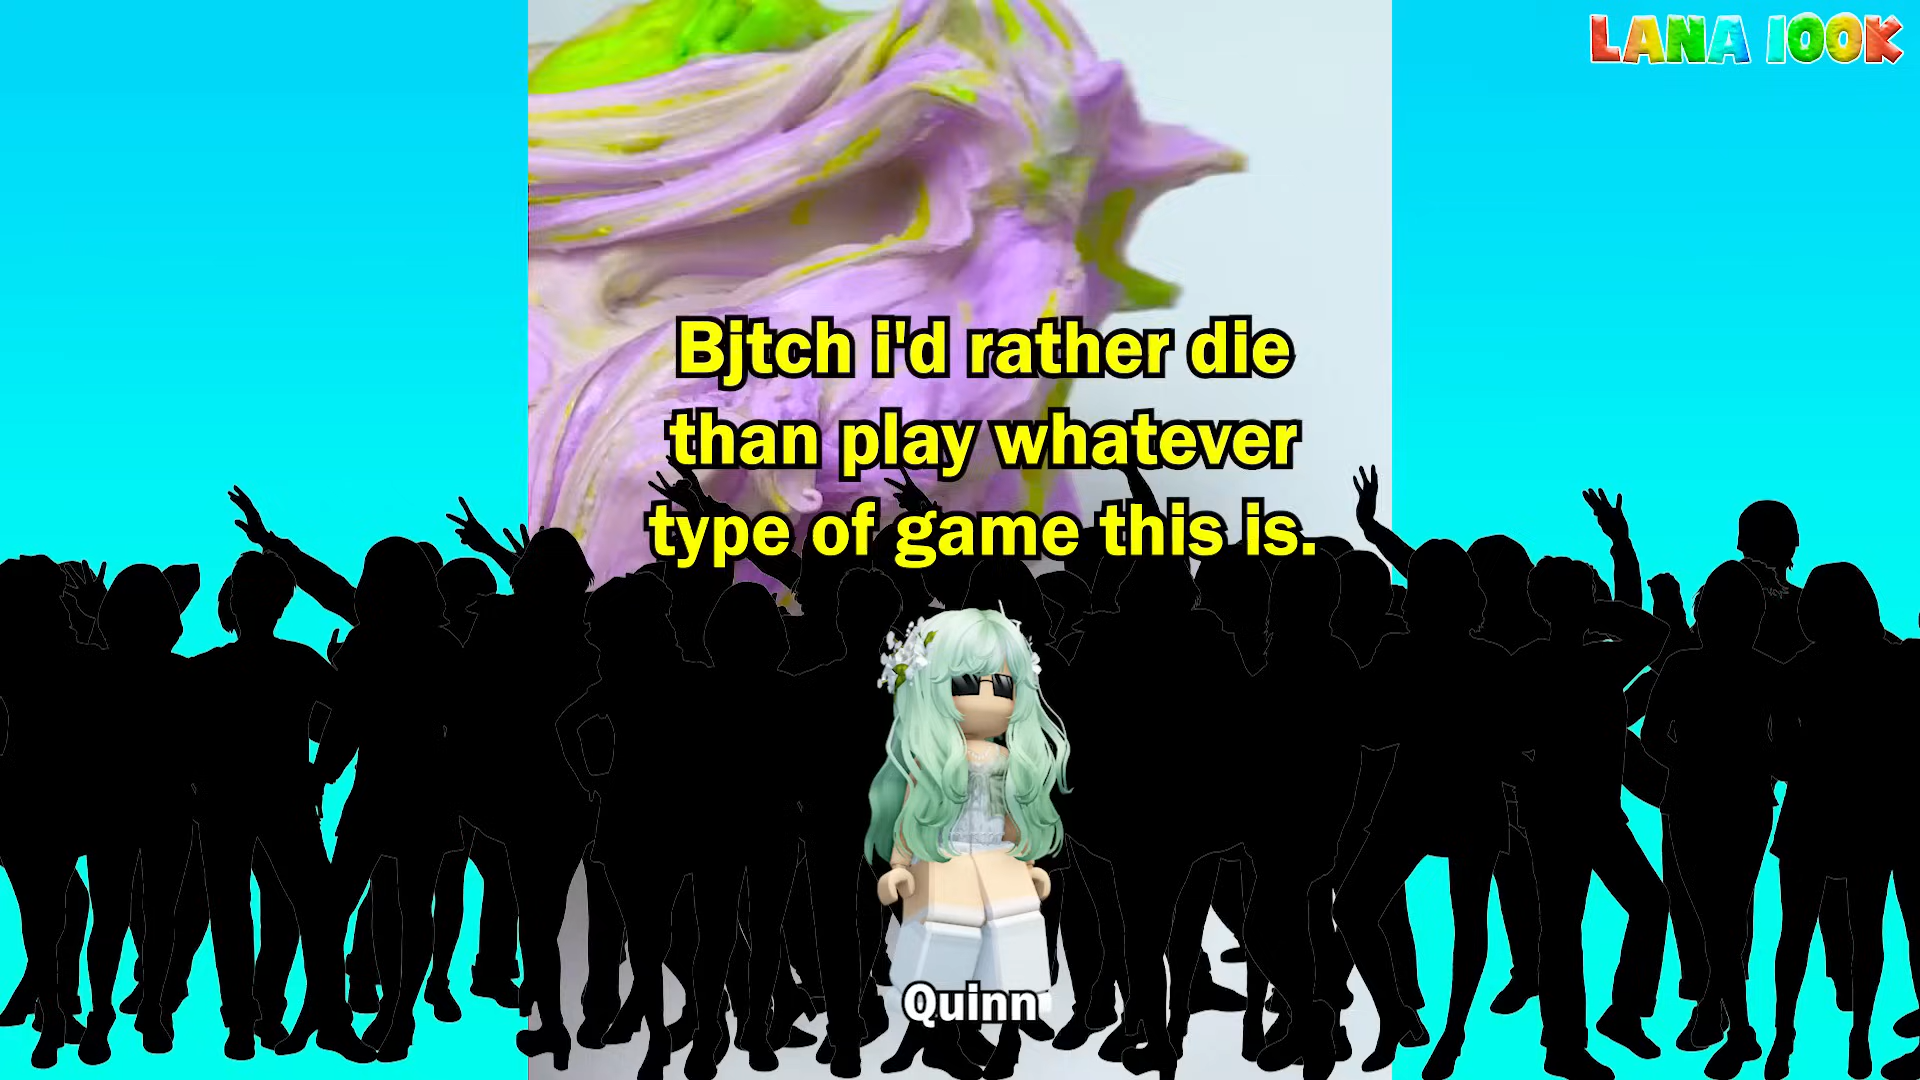 LANA 100K
Bjtch i'd rather die
than play whatever
type of game this is.
Quinn